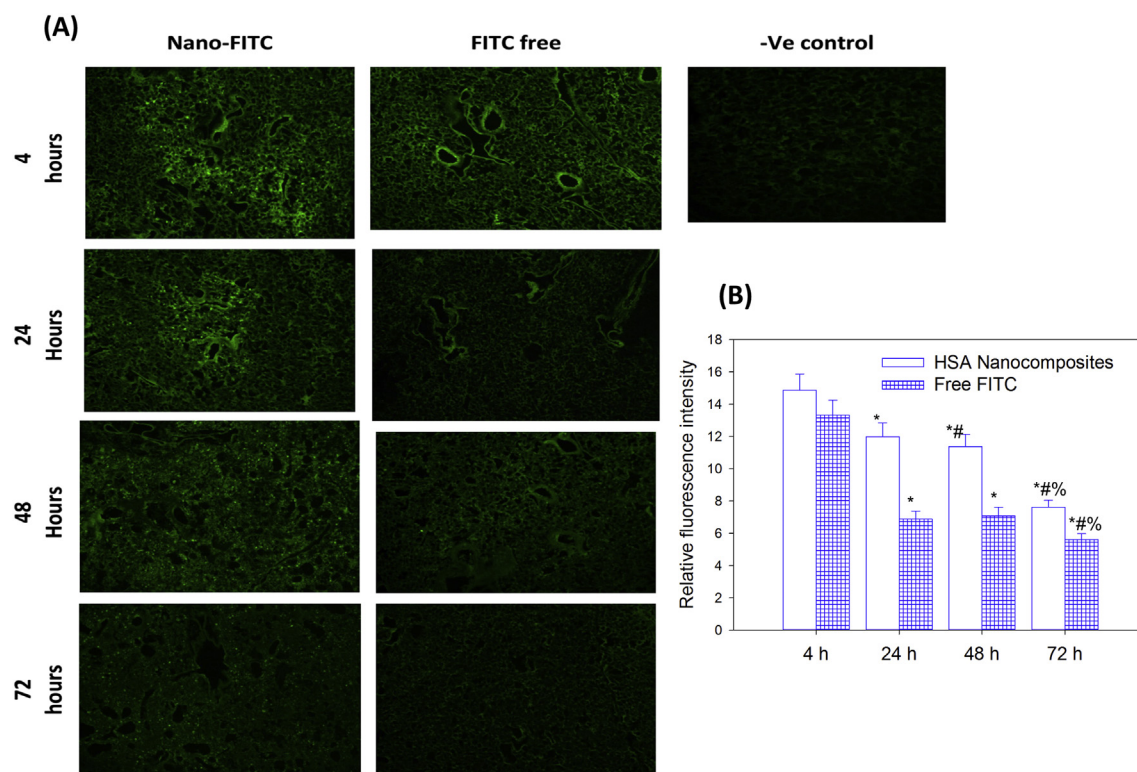 (A)
Nano-FITC
FITC free
-Ve control
4
hours
24
Hours
48
Hours
72
hours
(B)
Relative fluorescence intensity
18
16
14
12
10
8
6
4
2
0
HSA Nanocomposites
Free FITC
*
*
*#
*
*#%
*#%
4 h
24 h
48 h
72 h